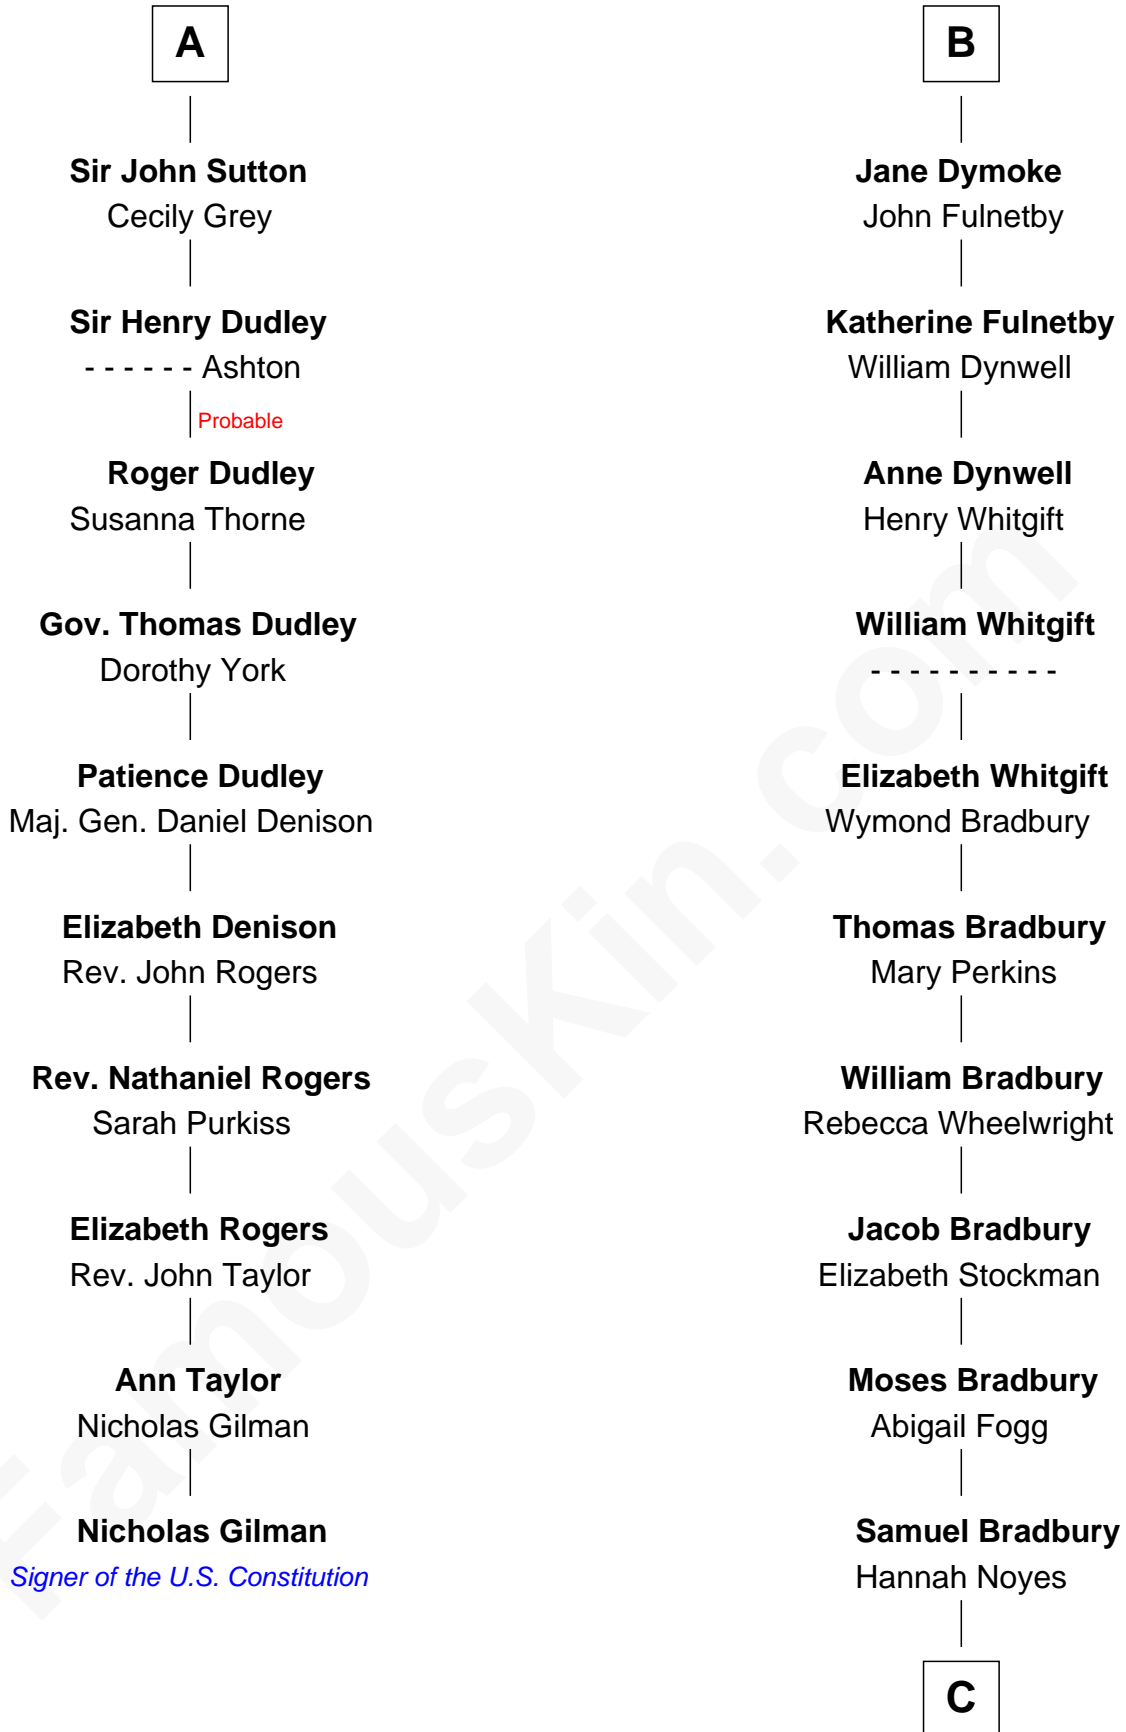 A
Sir John Sutton
Cecily Grey
Sir Henry Dudley
- - - - - - Ashton
Probable
Roger Dudley
Susanna Thorne
Gov. Thomas Dudley
Dorothy York
Patience Dudley
Maj. Gen. Daniel Denison
Elizabeth Denison
Rev. John Rogers
Rev. Nathaniel Rogers
Sarah Purkiss
Elizabeth Rogers
Rev. John Taylor
Ann Taylor
Nicholas Gilman
Nicholas Gilman
Signer of the U.S. Constitution
B
Jane Dymoke
John Fulnetby
Katherine Fulnetby
William Dynwell
Anne Dynwell
Henry Whitgift
William Whitgift
- - - - - - - - - -
Elizabeth Whitgift
Wymond Bradbury
Thomas Bradbury
Mary Perkins
William Bradbury
Rebecca Wheelwright
Jacob Bradbury
Elizabeth Stockman
Moses Bradbury
Abigail Fogg
Samuel Bradbury
Hannah Noyes
C
FamousKin.com